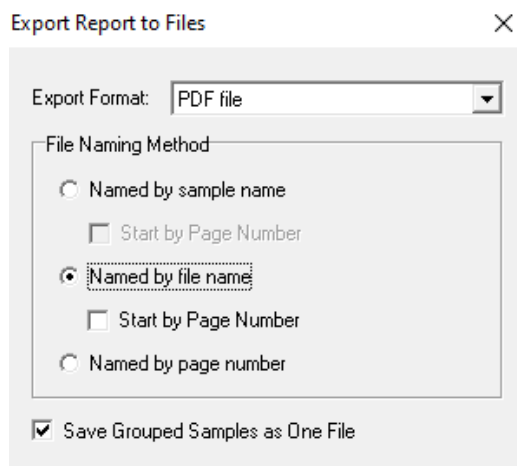 Export Report to Files
Export Format: PDF file
File Naming Method
Named by sample name
Start by Page Number
Named by file name
Start by Page Number
Named by page number
Save Grouped Samples as One File